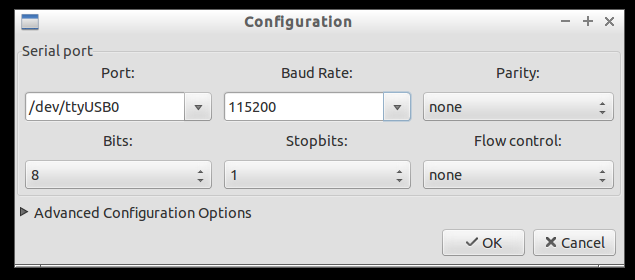 Configuration
Serial port
Port: Baud Rate: Parity:
/dev/ttyUSB0 115200 none
Bits: Stopbits: Flow control:
8 1 none
Advanced Configuration Options
OK Cancel